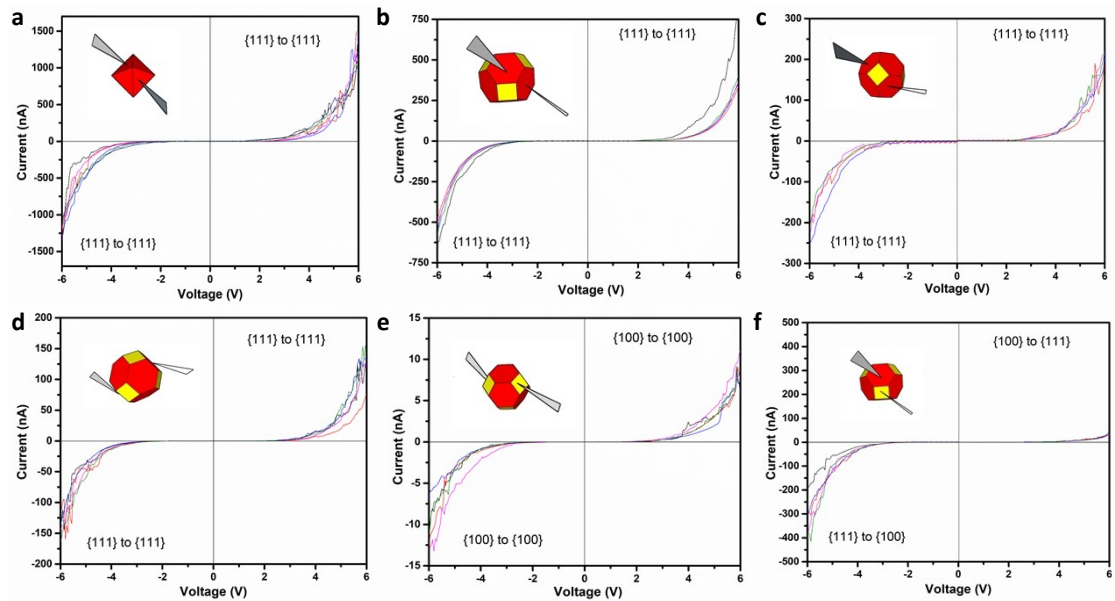 a
{111} to {111}
1500
1000
500
0
-500
-1000
-1500
Current (nA)
{111} to {111}
-6 -4 -2 0 2 4 6
Voltage (V)
b
{111} to {111}
750
500
250
0
-250
-500
-750
Current (nA)
{111} to {111}
-6 -4 -2 0 2 4 6
Voltage (V)
c
{111} to {111}
300
200
100
0
-100
-200
-300
Current (nA)
{111} to {111}
-6 -4 -2 0 2 4 6
Voltage (V)
d
{111} to {111}
200
150
100
50
0
-50
-100
-150
-200
Current (nA)
{111} to {111}
-6 -4 -2 0 2 4 6
Voltage (V)
e
{100} to {100}
15
10
5
0
-5
-10
-15
Current (nA)
{100} to {100}
-6 -4 -2 0 2 4 6
Voltage (V)
f
{100} to {111}
500
400
300
200
100
0
-100
-200
-300
-400
-500
Current (nA)
{111} to {100}
-6 -4 -2 0 2 4 6
Voltage (V)